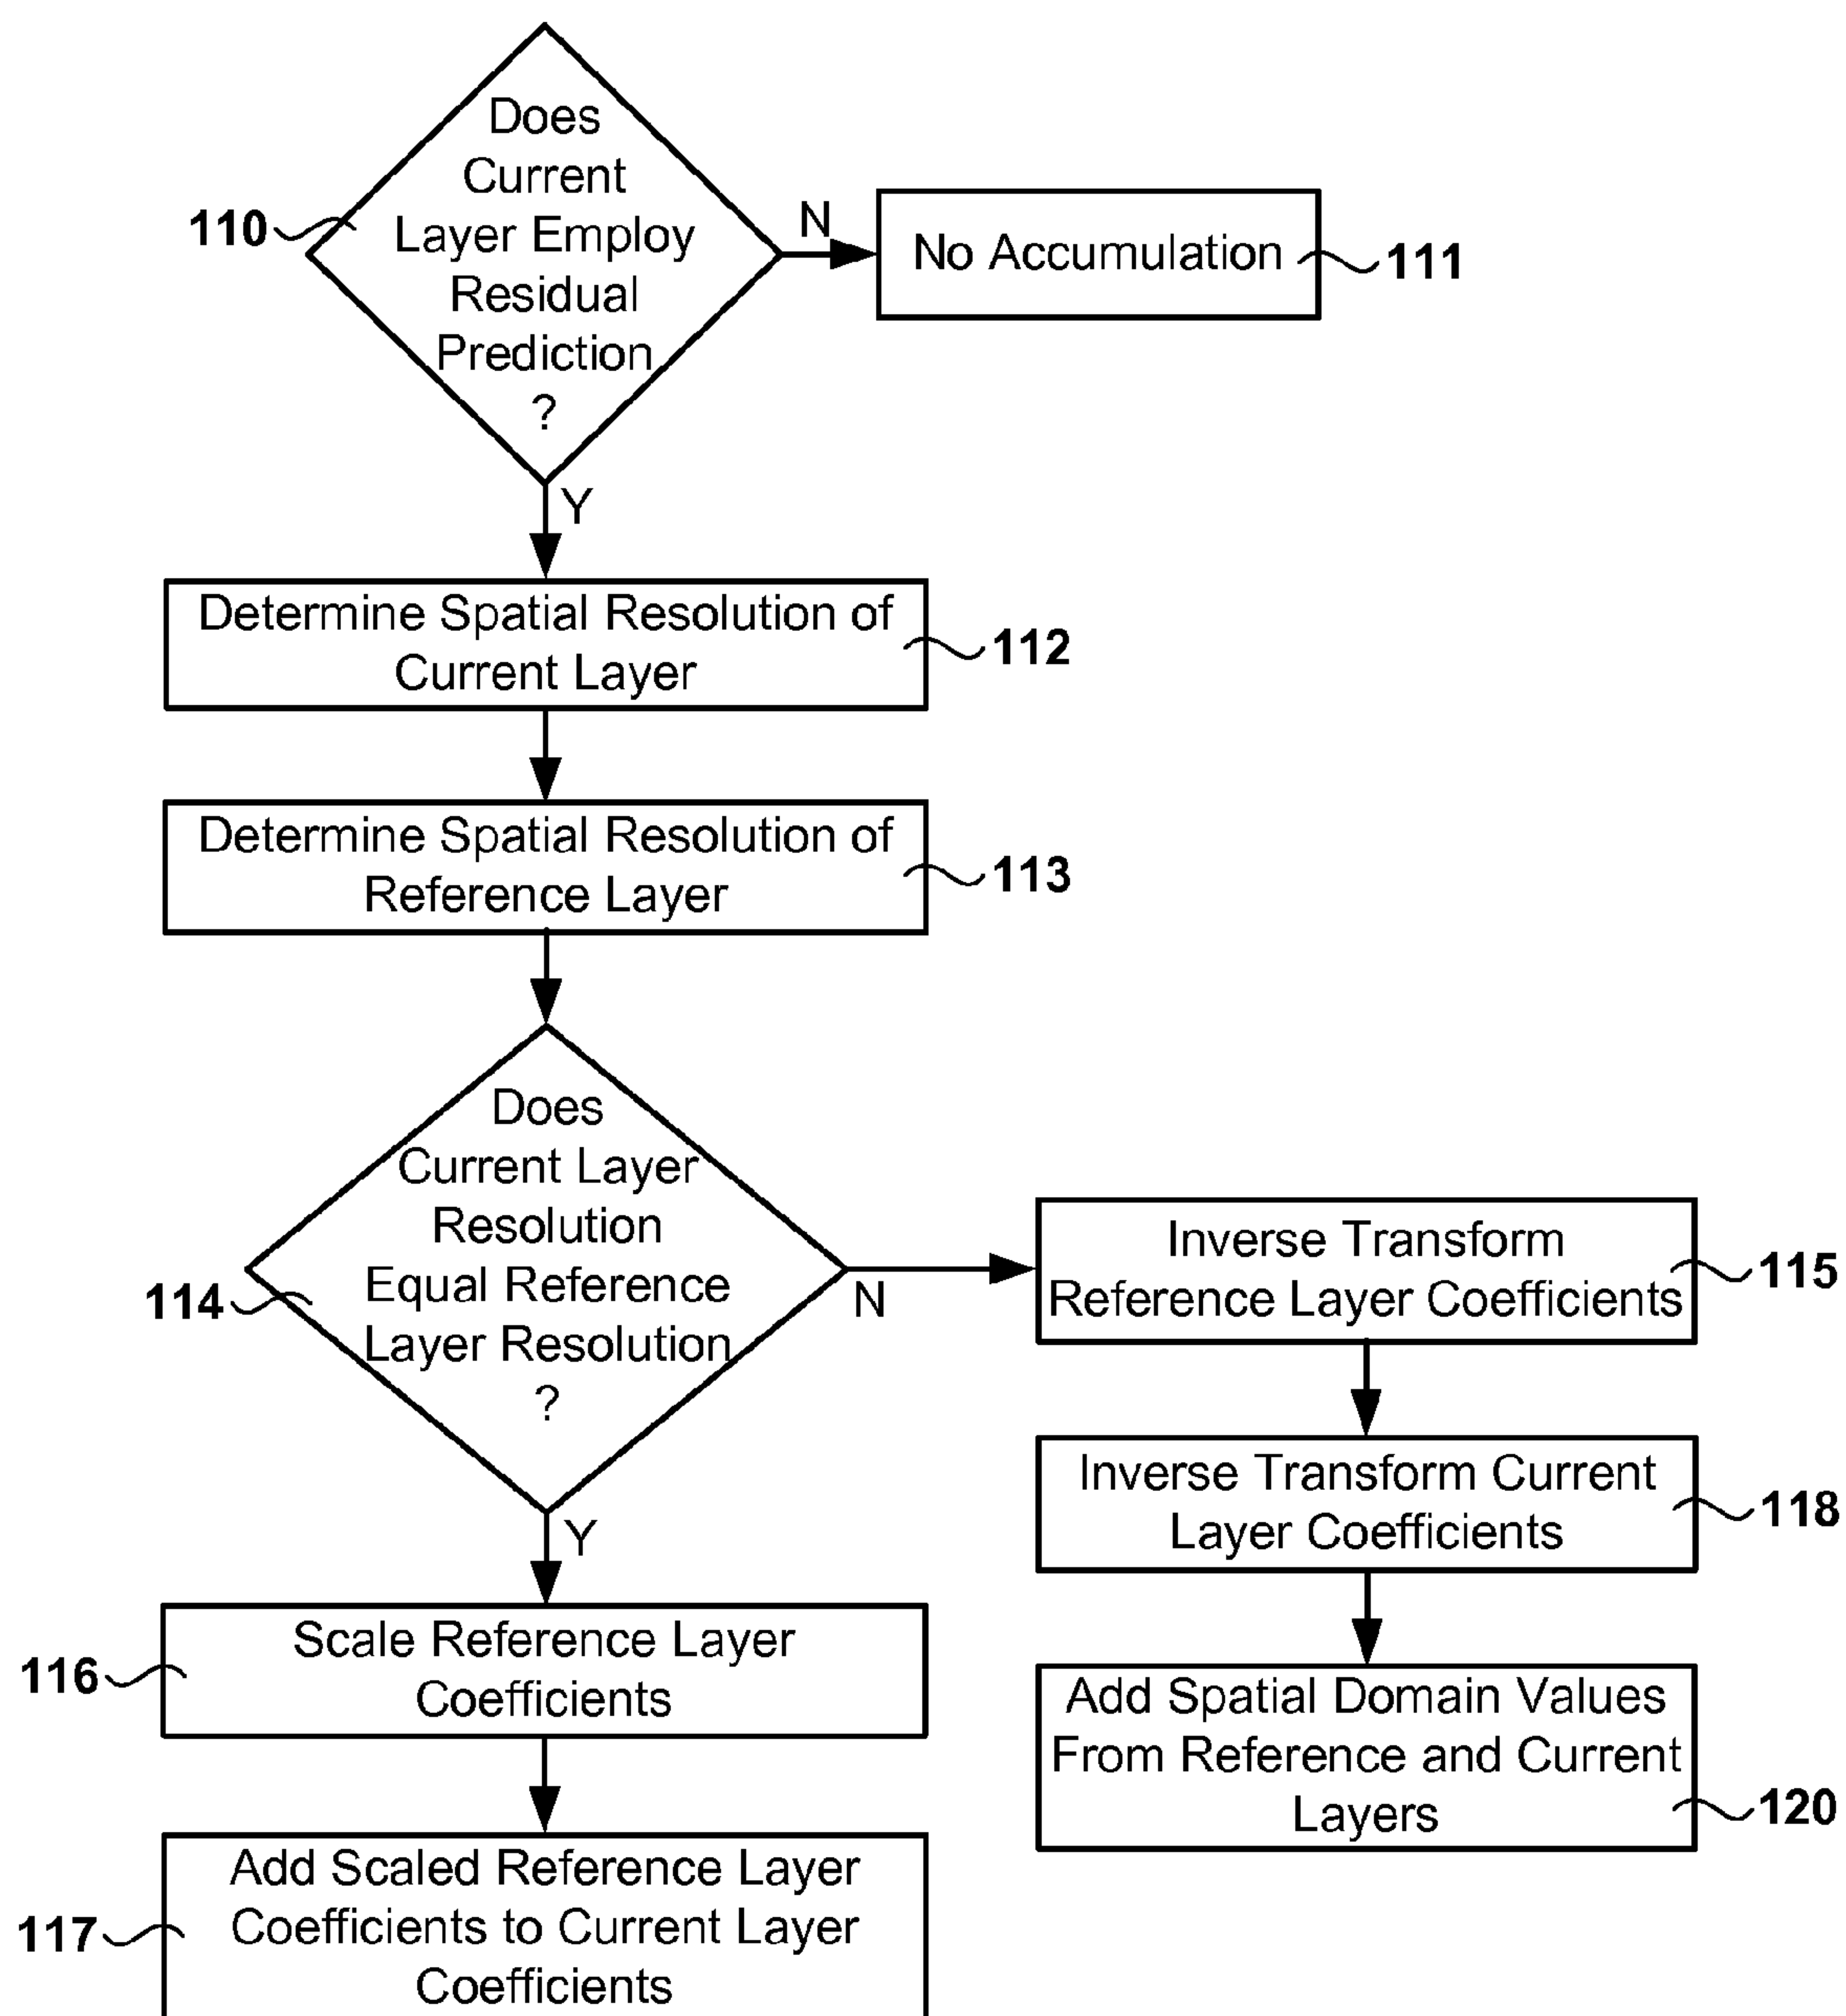 Does
Current
Layer Employ
Residual
Prediction
?
110
N
No Accumulation
111
Y
Determine Spatial Resolution of
Current Layer
112
Determine Spatial Resolution of
Reference Layer
113
Does
Current Layer
Resolution
Equal Reference
Layer Resolution
?
114
N
Inverse Transform
Reference Layer Coefficients
115
Inverse Transform Current
Layer Coefficients
118
Add Spatial Domain Values
From Reference and Current
Layers
120
Y
Scale Reference Layer
Coefficients
116
Add Scaled Reference Layer
Coefficients to Current Layer
Coefficients
117